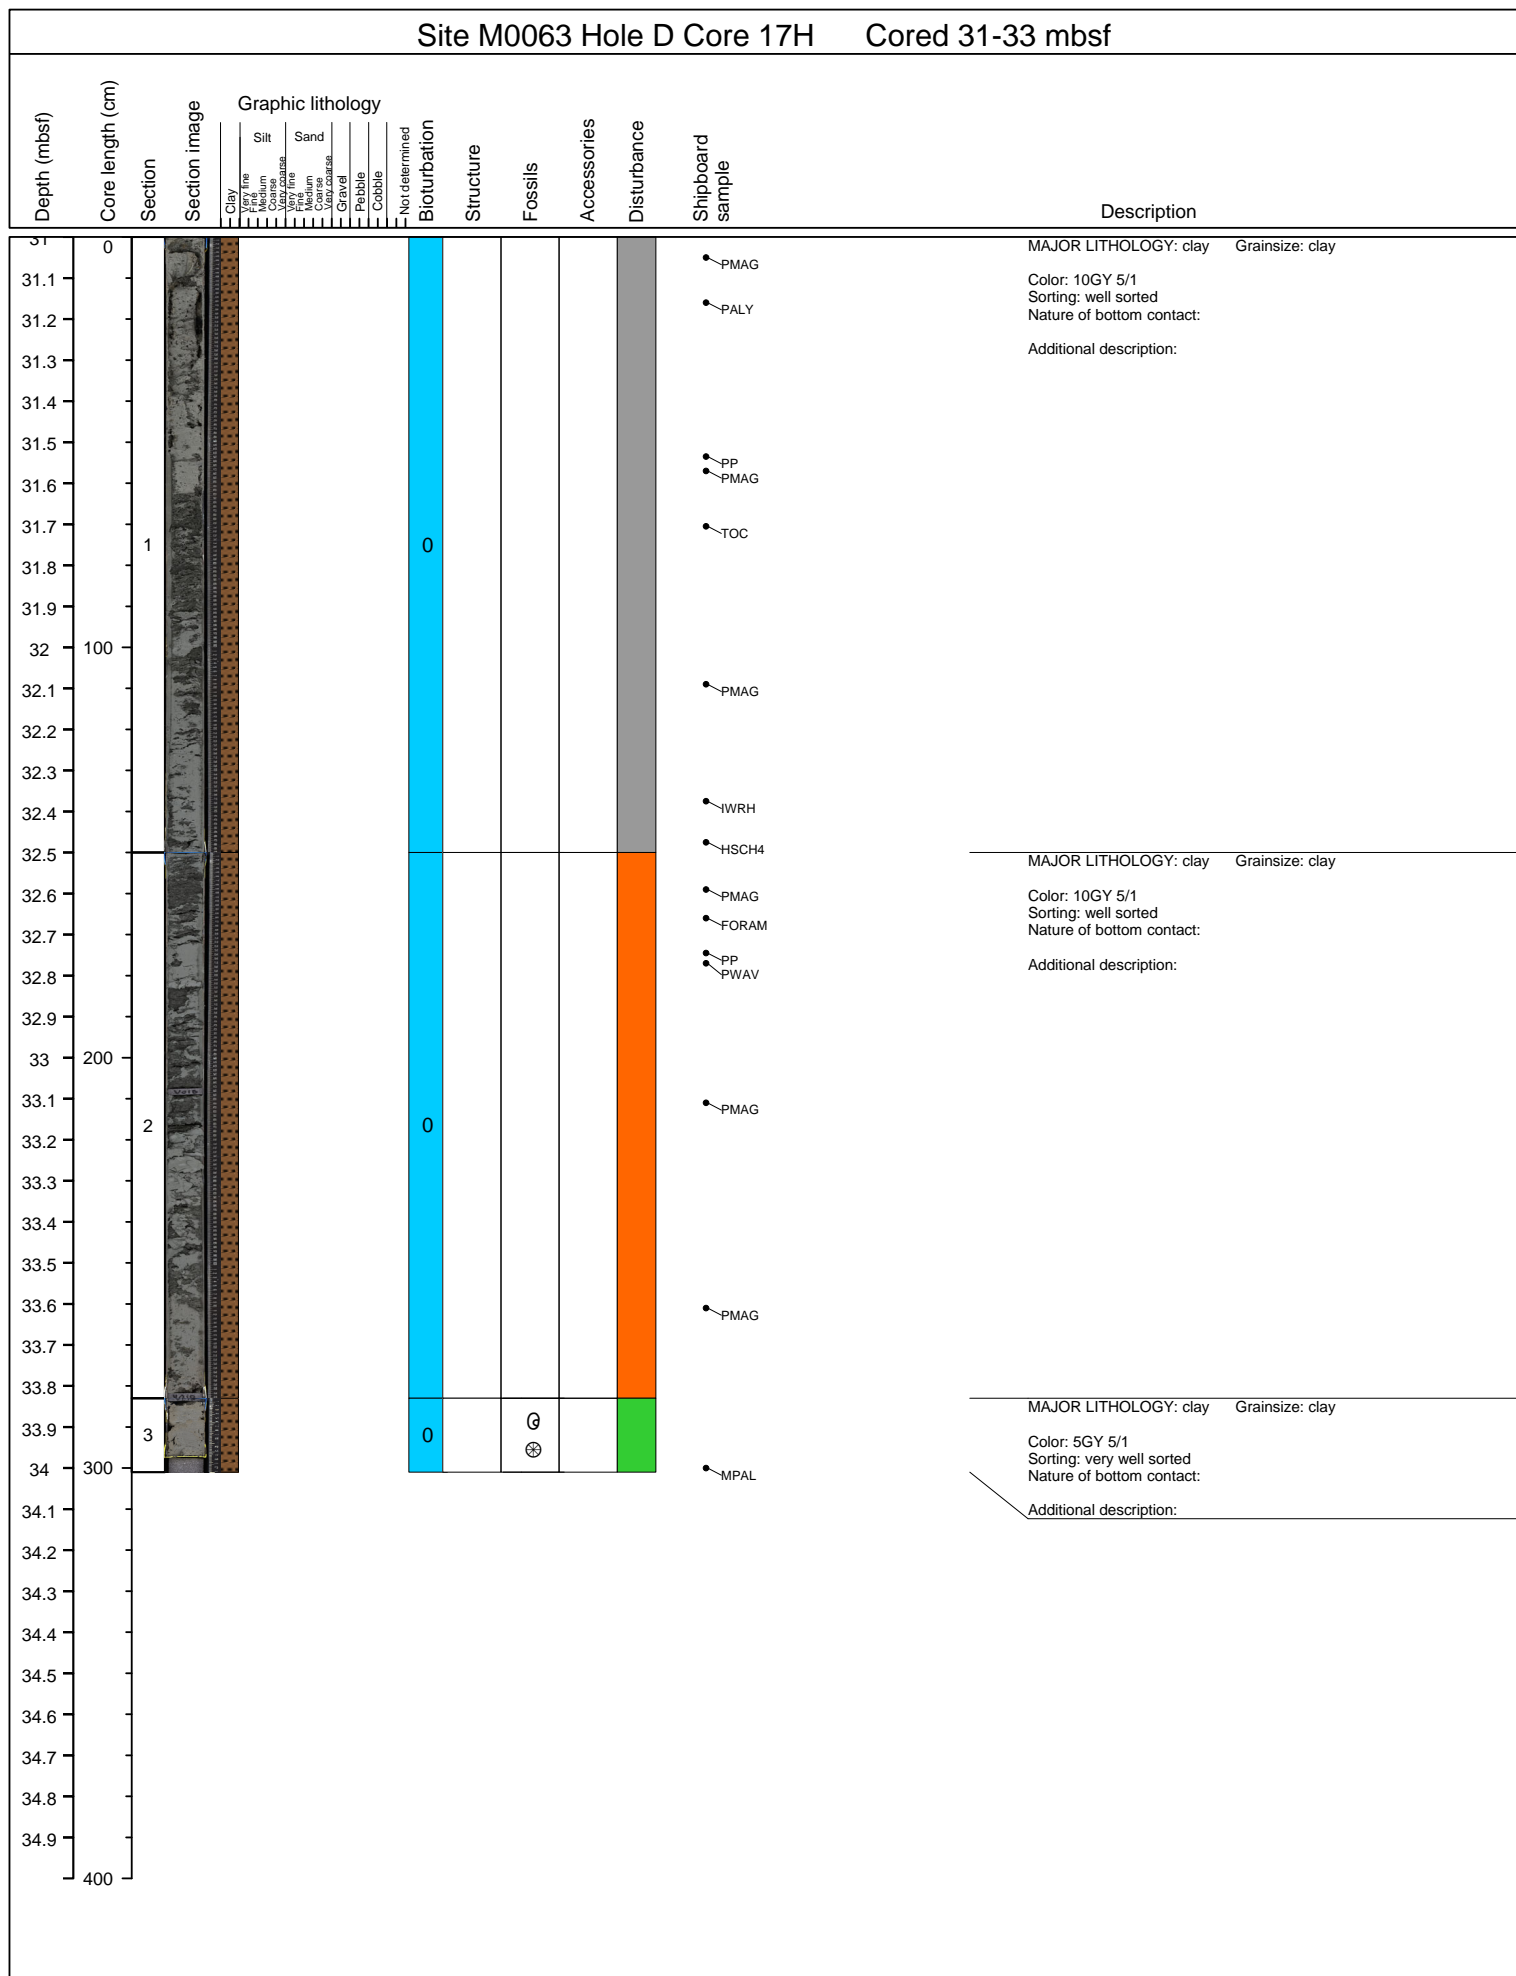 Site M0063 Hole D Core 17H Cored 31-33 mbsf
Depth (mbsf)
Core length (cm)
Section
Section image
Graphic lithology
Clay
Silt
Very fine
Fine
Medium
Coarse
Very coarse
Sand
Very fine
Fine
Medium
Coarse
Very coarse
Gravel
Pebble
Cobble
Not determined
Bioturbation
Structure
Fossils
Accessories
Disturbance
Shipboard
sample
Description
31
31.1
31.2
31.3
31.4
31.5
31.6
31.7
31.8
31.9
32
32.1
32.2
32.3
32.4
32.5
32.6
32.7
32.8
32.9
33
33.1
33.2
33.3
33.4
33.5
33.6
33.7
33.8
33.9
34
34.1
34.2
34.3
34.4
34.5
34.6
34.7
34.8
34.9
0
100
200
300
400
1
2
3
0
0
0
PMAG
PALY
PP
PMAG
TOC
PMAG
IWRH
HSCH4
PMAG
FORAM
PP
PWAV
PMAG
PMAG
MPAL
MAJOR LITHOLOGY: clay Grainsize: clay
Color: 10GY 5/1
Sorting: well sorted
Nature of bottom contact:
Additional description:
MAJOR LITHOLOGY: clay Grainsize: clay
Color: 10GY 5/1
Sorting: well sorted
Nature of bottom contact:
Additional description:
MAJOR LITHOLOGY: clay Grainsize: clay
Color: 5GY 5/1
Sorting: very well sorted
Nature of bottom contact:
Additional description: